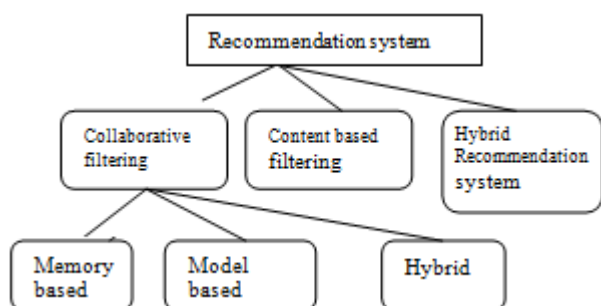 Recommendation system
Collaborative
filtering
Content based
filtering
Hybrid
Recommendation
system
Memory
based
Model
based
Hybrid